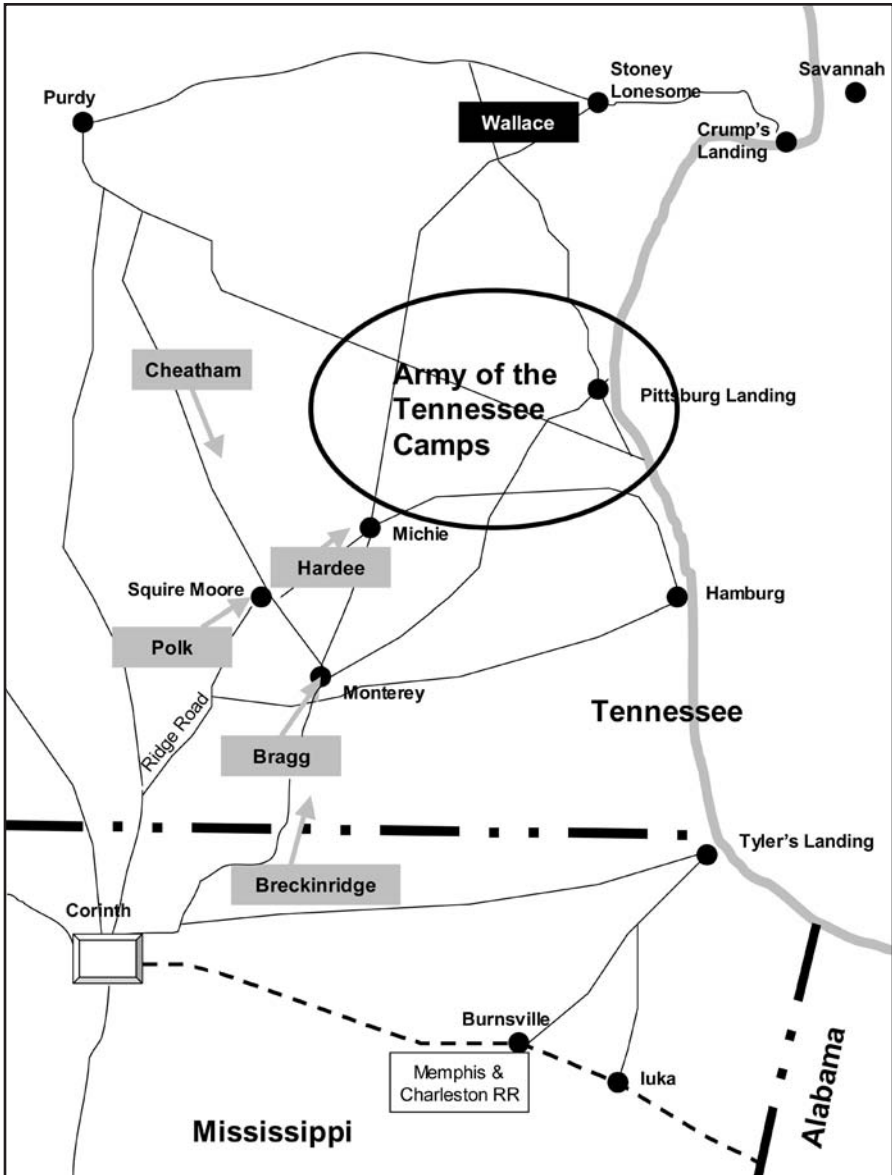 Stoney
Lonesome
Savannah
Purdy
Wallace
Crump's
Landing
Cheatham
Army of the
Tennessee
Camps
Pittsburg Landing
Michie
Hardee
Squire Moore
Hamburg
Polk
Monterey
Ridge Road
Tennessee
Bragg
Tyler's Landing
Breckinridge
Corinth
Burnsville
Memphis &
Charleston RR
Iuka
Alabama
Mississippi